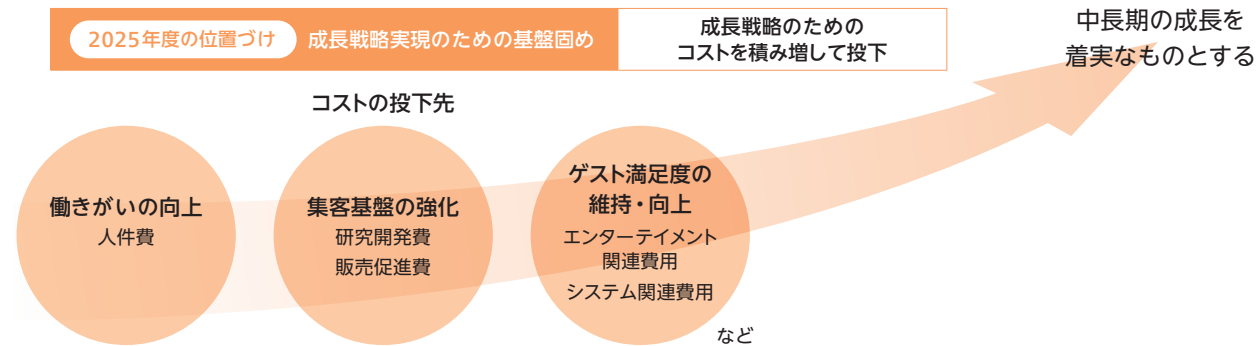 2025年度の位置づけ 成長戦略実現のための基盤固め
成長戦略のための
コストを積み増して投下
中長期の成長を
着実なものとする
コストの投下先
働きがいの向上
人件費
集客基盤の強化
研究開発費
販売促進費
ゲスト満足度の
維持・向上
エンターテイメント
関連費用
システム関連費用
など